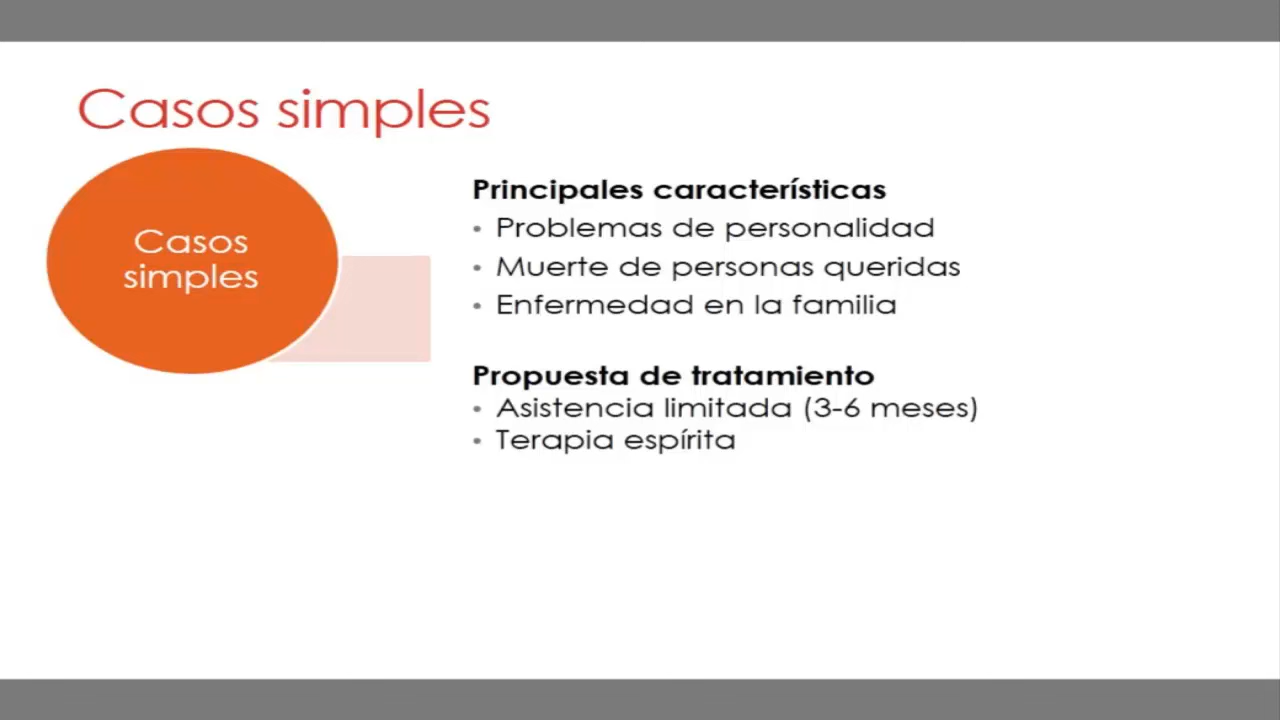 Casos simples
Casos
simples
Principales características
• Problemas de personalidad
• Muerte de personas queridas
• Enfermedad en la familia
Propuesta de tratamiento
• Asistencia limitada (3-6 meses)
• Terapia espírita